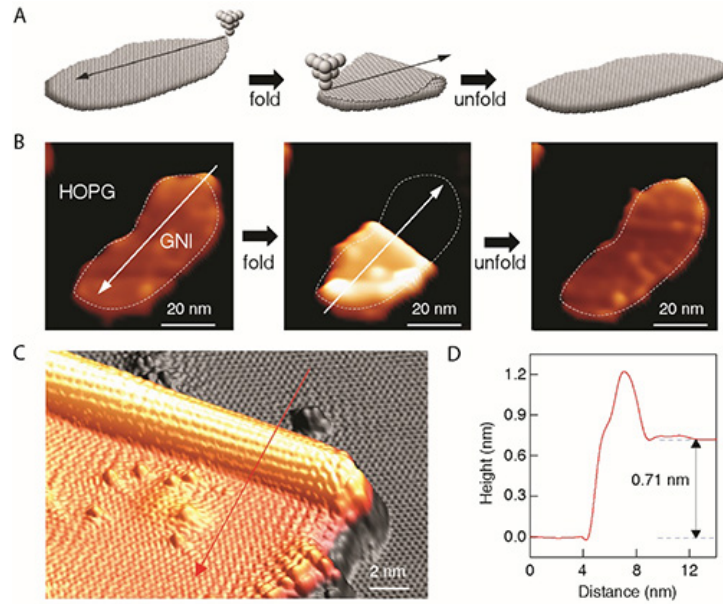 A
fold
unfold
B
HOPG
GNI
20 nm
fold
20 nm
unfold
20 nm
C
2 nm
D
1.2
0.9
0.6
0.3
0.0
Height (nm)
0.71 nm
0 4 8 12
Distance (nm)